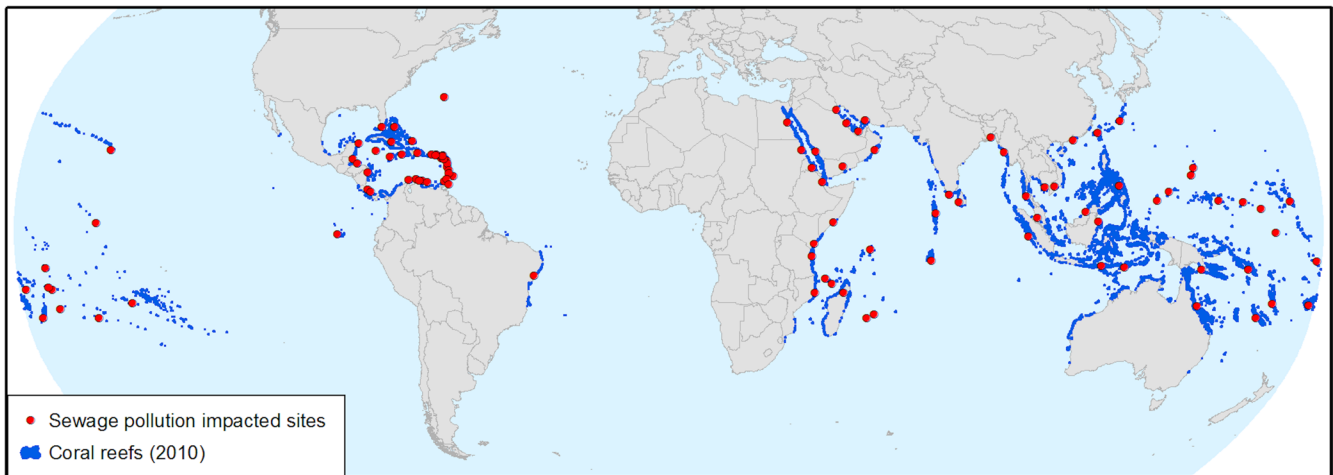 Sewage pollution impacted sites
Coral reefs (2010)